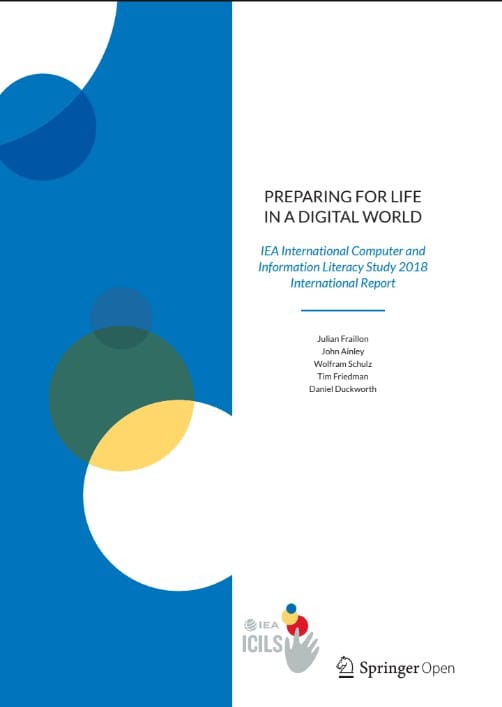 PREPARING FOR LIFE
IN A DIGITAL WORLD
IEA International Computer and
Information Literacy Study 2018
International Report
Julian Fraillon
John Ainley
Wolfram Schulz
Tim Friedman
Daniel Duckworth
IEA
ICILS
Springer Open